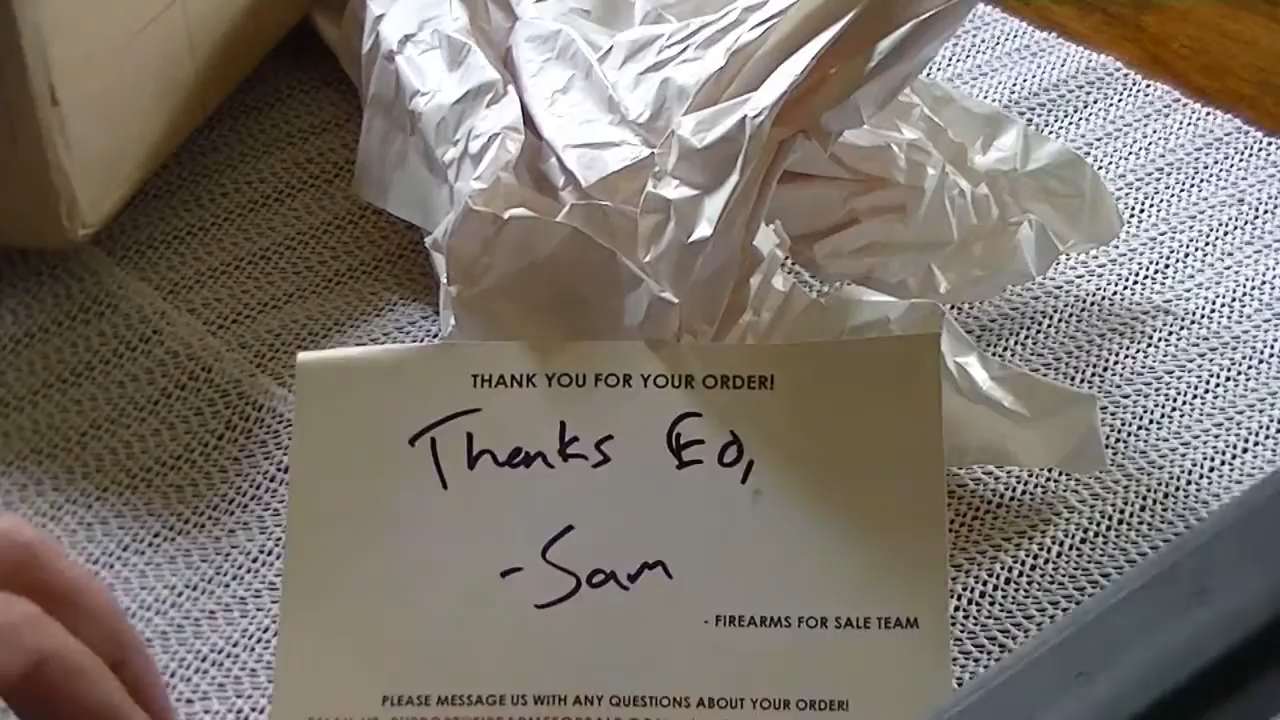 THANK YOU FOR YOUR ORDER!
Thanks Ed,
-Sam
- FIREARMS FOR SALE TEAM
PLEASE MESSAGE US WITH ANY QUESTIONS ABOUT YOUR ORDER!